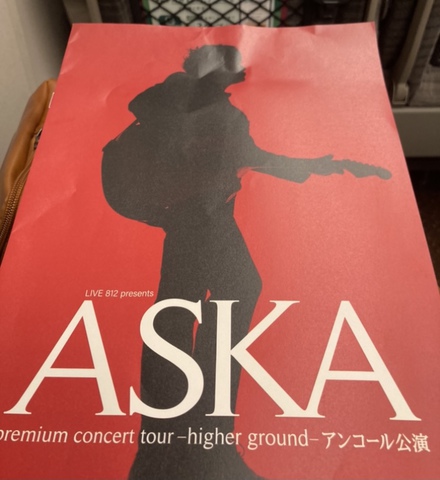 LIVE 812 presents
ASKA
premium concert tour -higher ground- アンコール公演